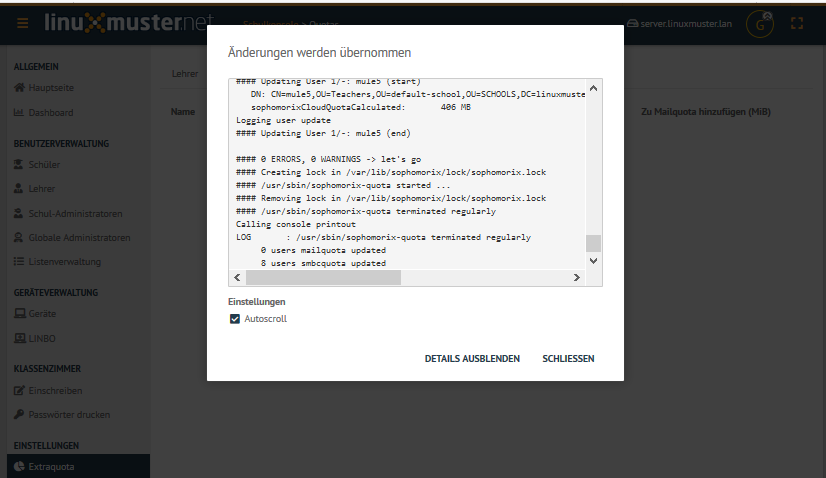 linuxmuster.net
Schulkonsole > Quotas
server.linuxmuster.lan
G
ALLGEMEIN
Hauptseite
Dashboard
BENUTZERVERWALTUNG
Schüler
Lehrer
Schul-Administratoren
Globale Administratoren
Listenverwaltung
GERÄTEVERWALTUNG
Geräte
LINBO
KLASSENZIMMER
Einschreiben
Passwörter drucken
EINSTELLUNGEN
Extraquota
Lehrer
Name
Zu Mailquota hinzufügen (MiB)
Änderungen werden übernommen
#### Updating User 1/-: mule5 (start)
DN: CN=mule5,OU=Teachers,OU=default-school,OU=SCHOOLS,DC=linuxmuste
sophomorixCloudQuotaCalculated: 406 MB
Logging user update
#### Updating User 1/-: mule5 (end)
#### 0 ERRORS, 0 WARNINGS -> let's go
#### Creating lock in /var/lib/sophomorix/lock/sophomorix.lock
#### /usr/sbin/sophomorix-quota started ...
#### Removing lock in /var/lib/sophomorix/lock/sophomorix.lock
#### /usr/sbin/sophomorix-quota terminated regularly
Calling console printout
LOG : /usr/sbin/sophomorix-quota terminated regularly
0 users mailquota updated
8 users smbcquota updated
Einstellungen
Autoscroll
DETAILS AUSBLENDEN SCHLIESSEN